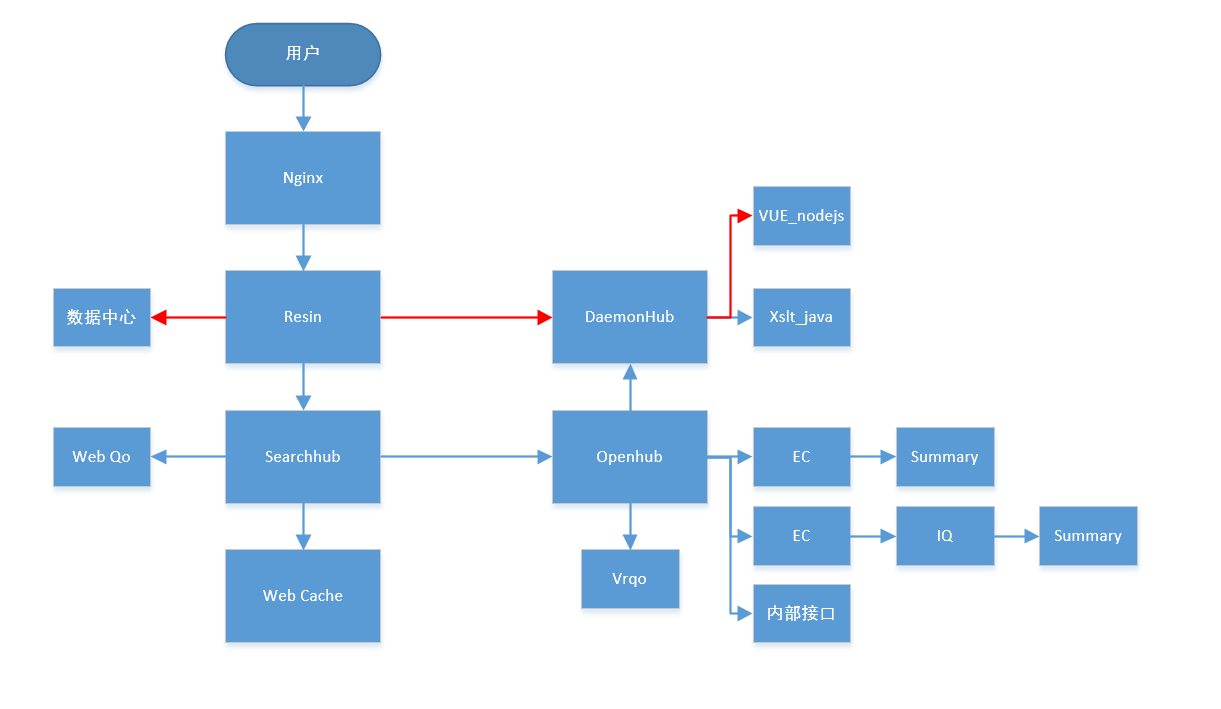 用户
Nginx
VUE_nodejs
数据中心
Resin
DaemonHub
Xslt_java
Web Qo
Searchhub
Openhub
EC
Summary
EC
IQ
Summary
Web Cache
Vrqo
内部接口